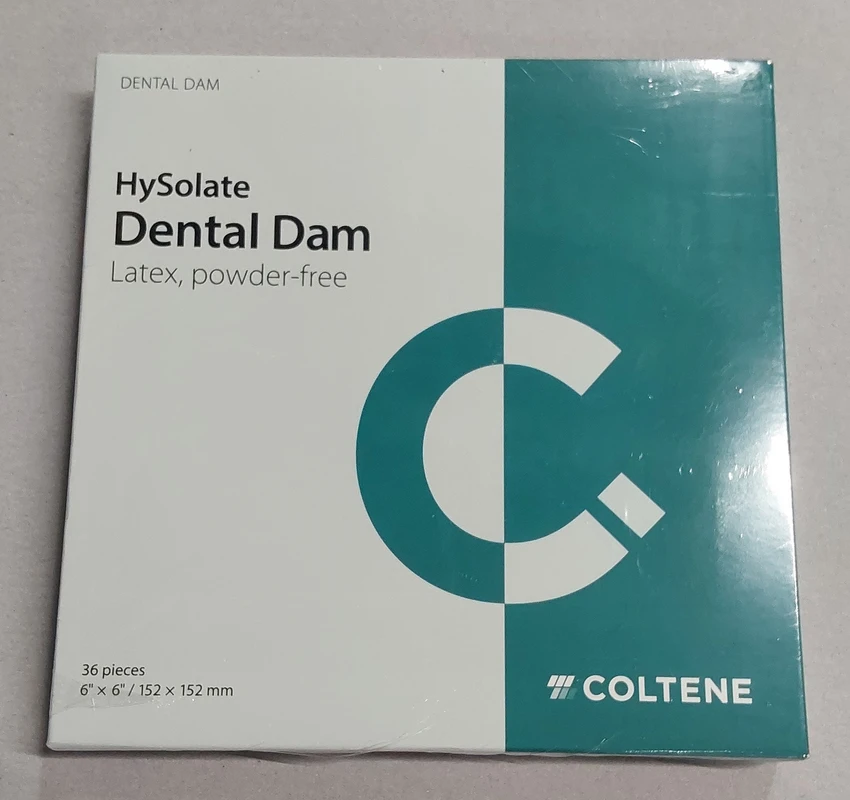 DENTAL DAM
HySolate
Dental Dam
Latex, powder-free
36 pieces
6" × 6" / 152 × 152 mm
COLTENE